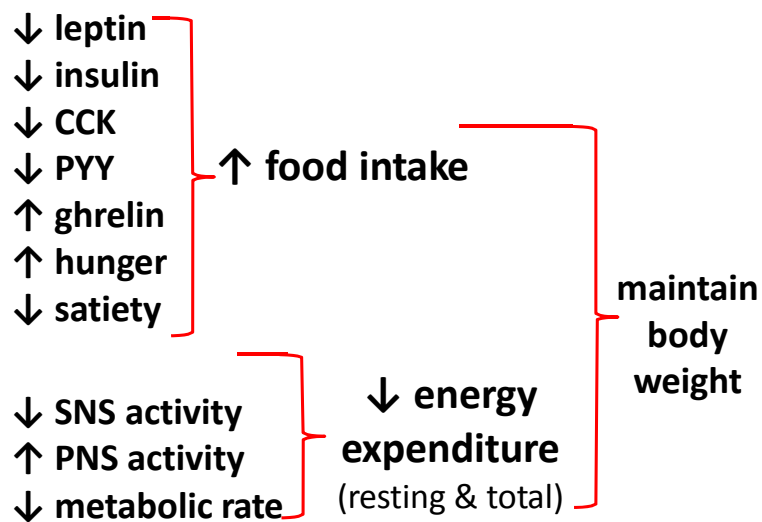 ↓ leptin
↓ insulin
↓ CCK
↓ PYY
↑ ghrelin
↑ hunger
↓ satiety
↑ food intake
↓ SNS activity
↑ PNS activity
↓ metabolic rate
↓ energy
expenditure
(resting & total)
maintain
body
weight